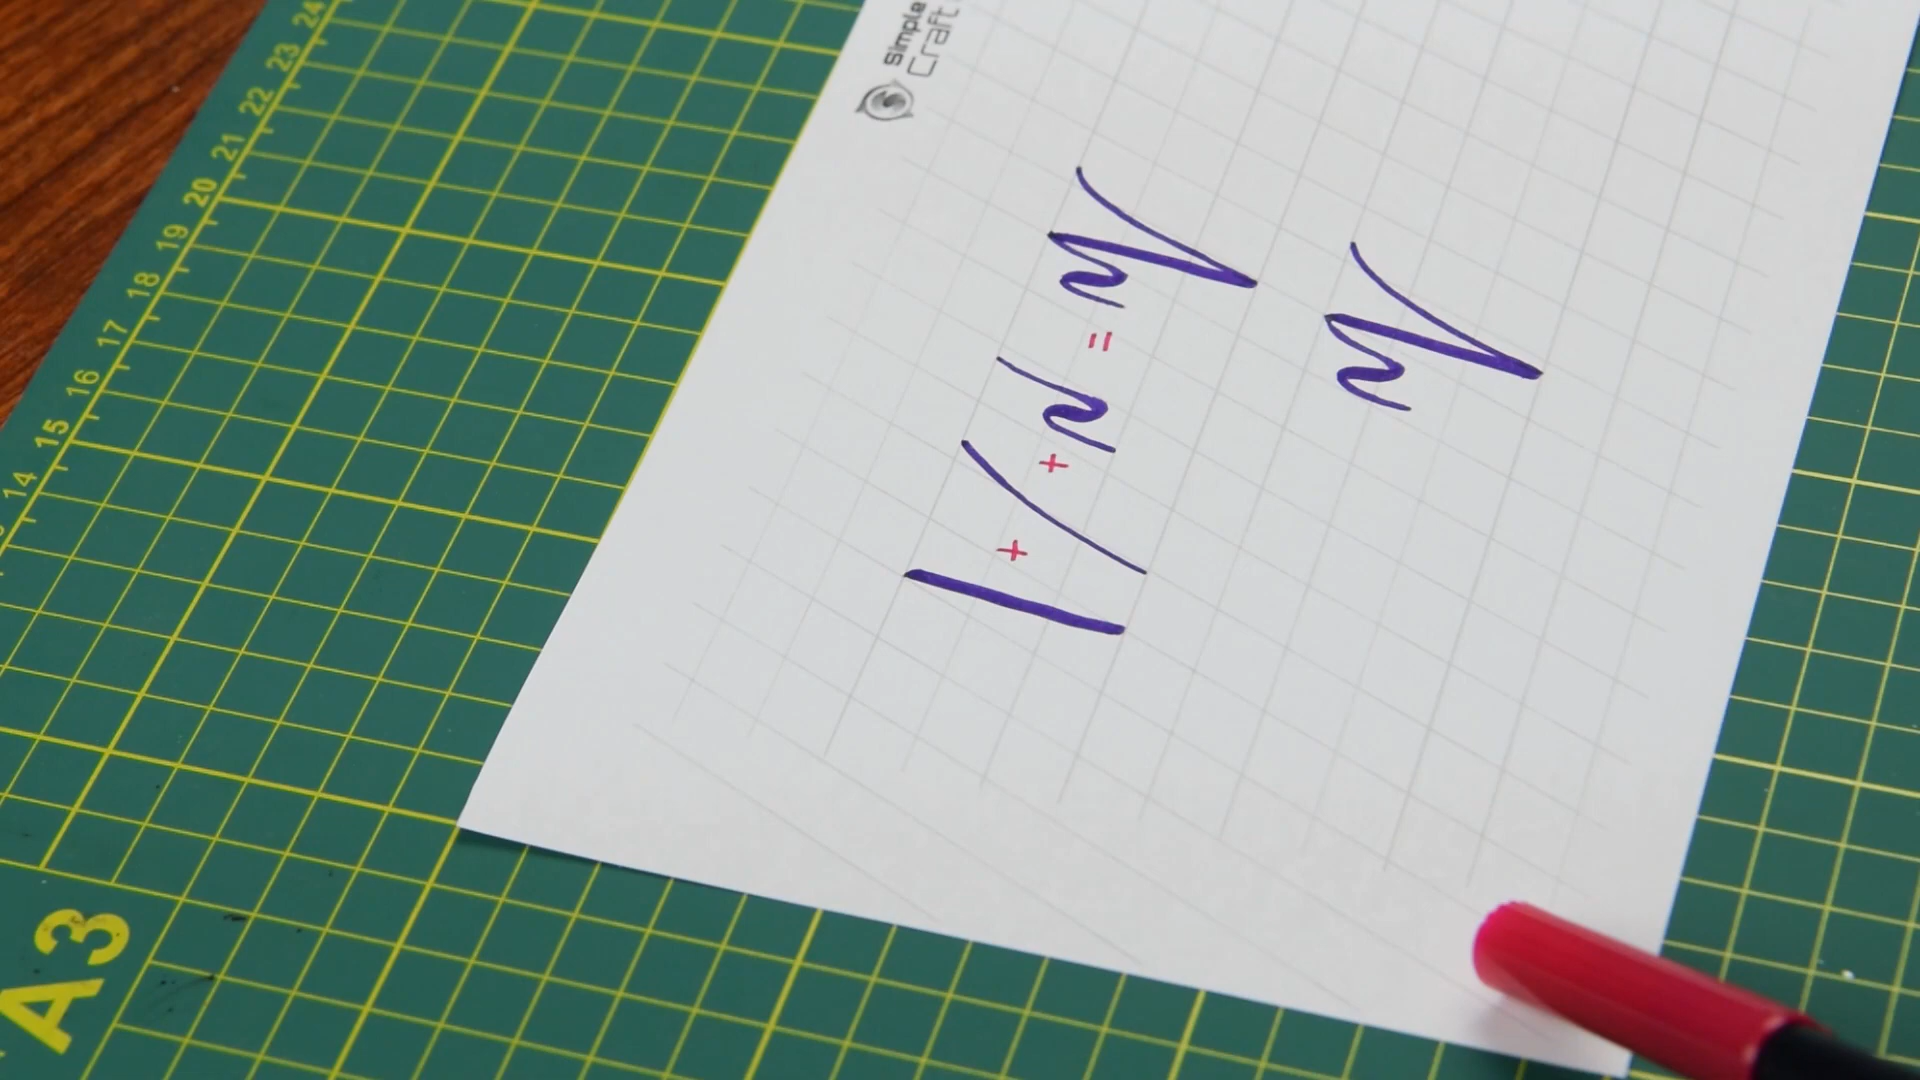 Simple
Craft
/ + / + 𝓃 = y
y
24
23
22
21
20
19
18
17
16
15
14
A3